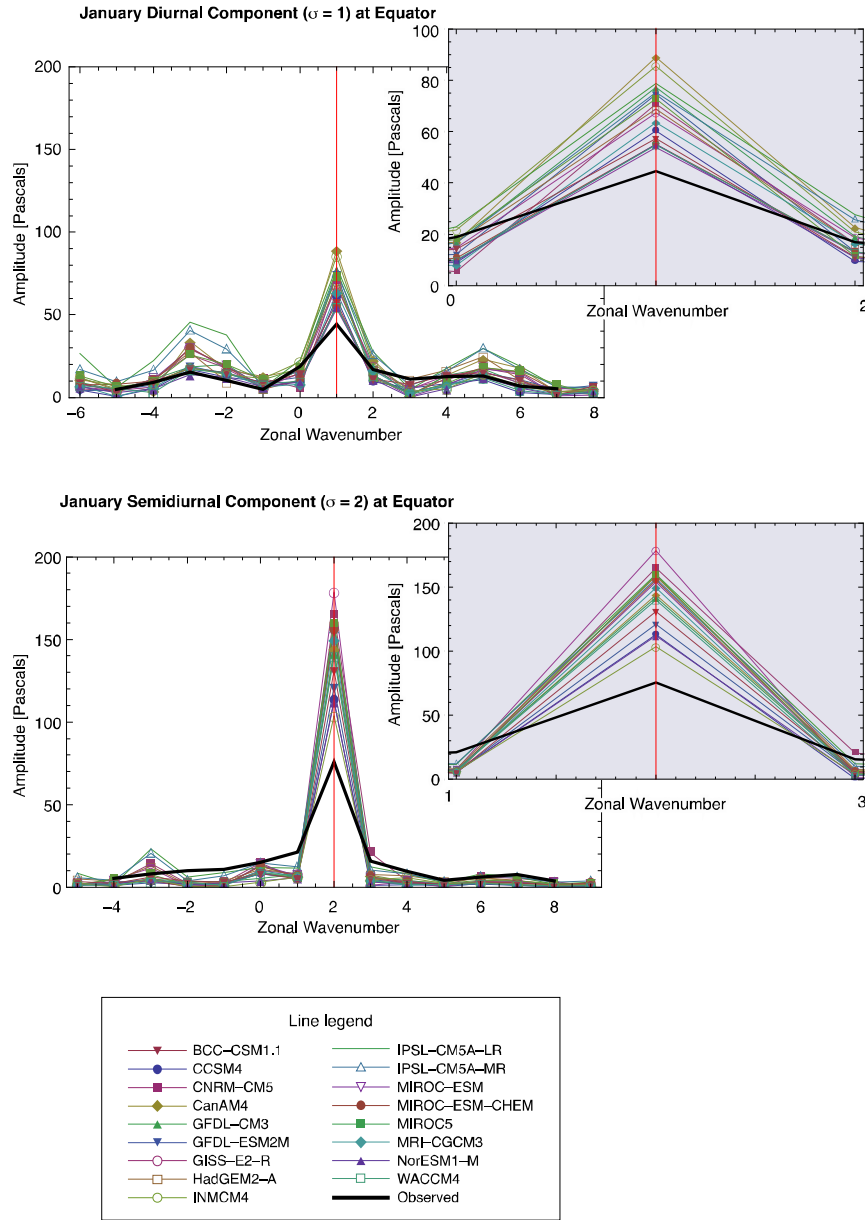 January Diurnal Component (σ = 1) at Equator
200
150
100
50
0
Amplitude [Pascals]
−6 −4 −2 0 2 4 6 8
Zonal Wavenumber
100
80
60
40
20
0
Amplitude [Pascals]
0 2
Zonal Wavenumber
January Semidiurnal Component (σ = 2) at Equator
200
150
100
50
0
Amplitude [Pascals]
−4 −2 0 2 4 6 8
Zonal Wavenumber
200
150
100
50
0
Amplitude [Pascals]
1 3
Zonal Wavenumber
Line legend
BCC−CSM1.1
CCSM4
CNRM−CM5
CanAM4
GFDL−CM3
GFDL−ESM2M
GISS−E2−R
HadGEM2−A
INMCM4
IPSL−CM5A−LR
IPSL−CM5A−MR
MIROC−ESM
MIROC−ESM−CHEM
MIROC5
MRI−CGCM3
NorESM1−M
WACCM4
Observed